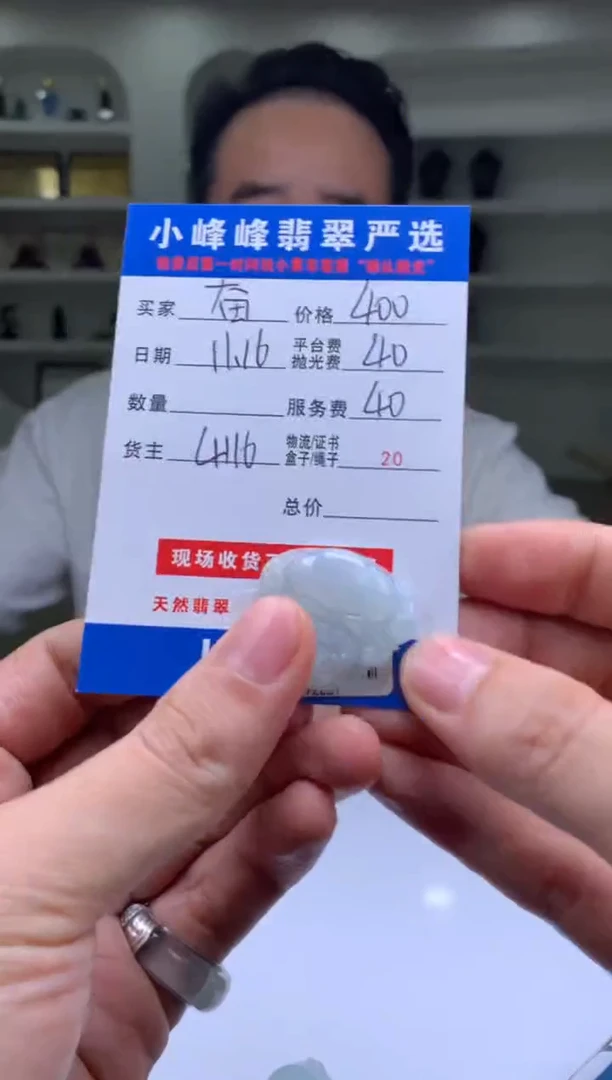 小峰峰翡翠严选
买家 价格 400
日期 11.16 平台费 抛光费 40
数量 服务费 40
货主 LH16 物流/证书 盒子/绳子 20
总价
现场收货
天然翡翠